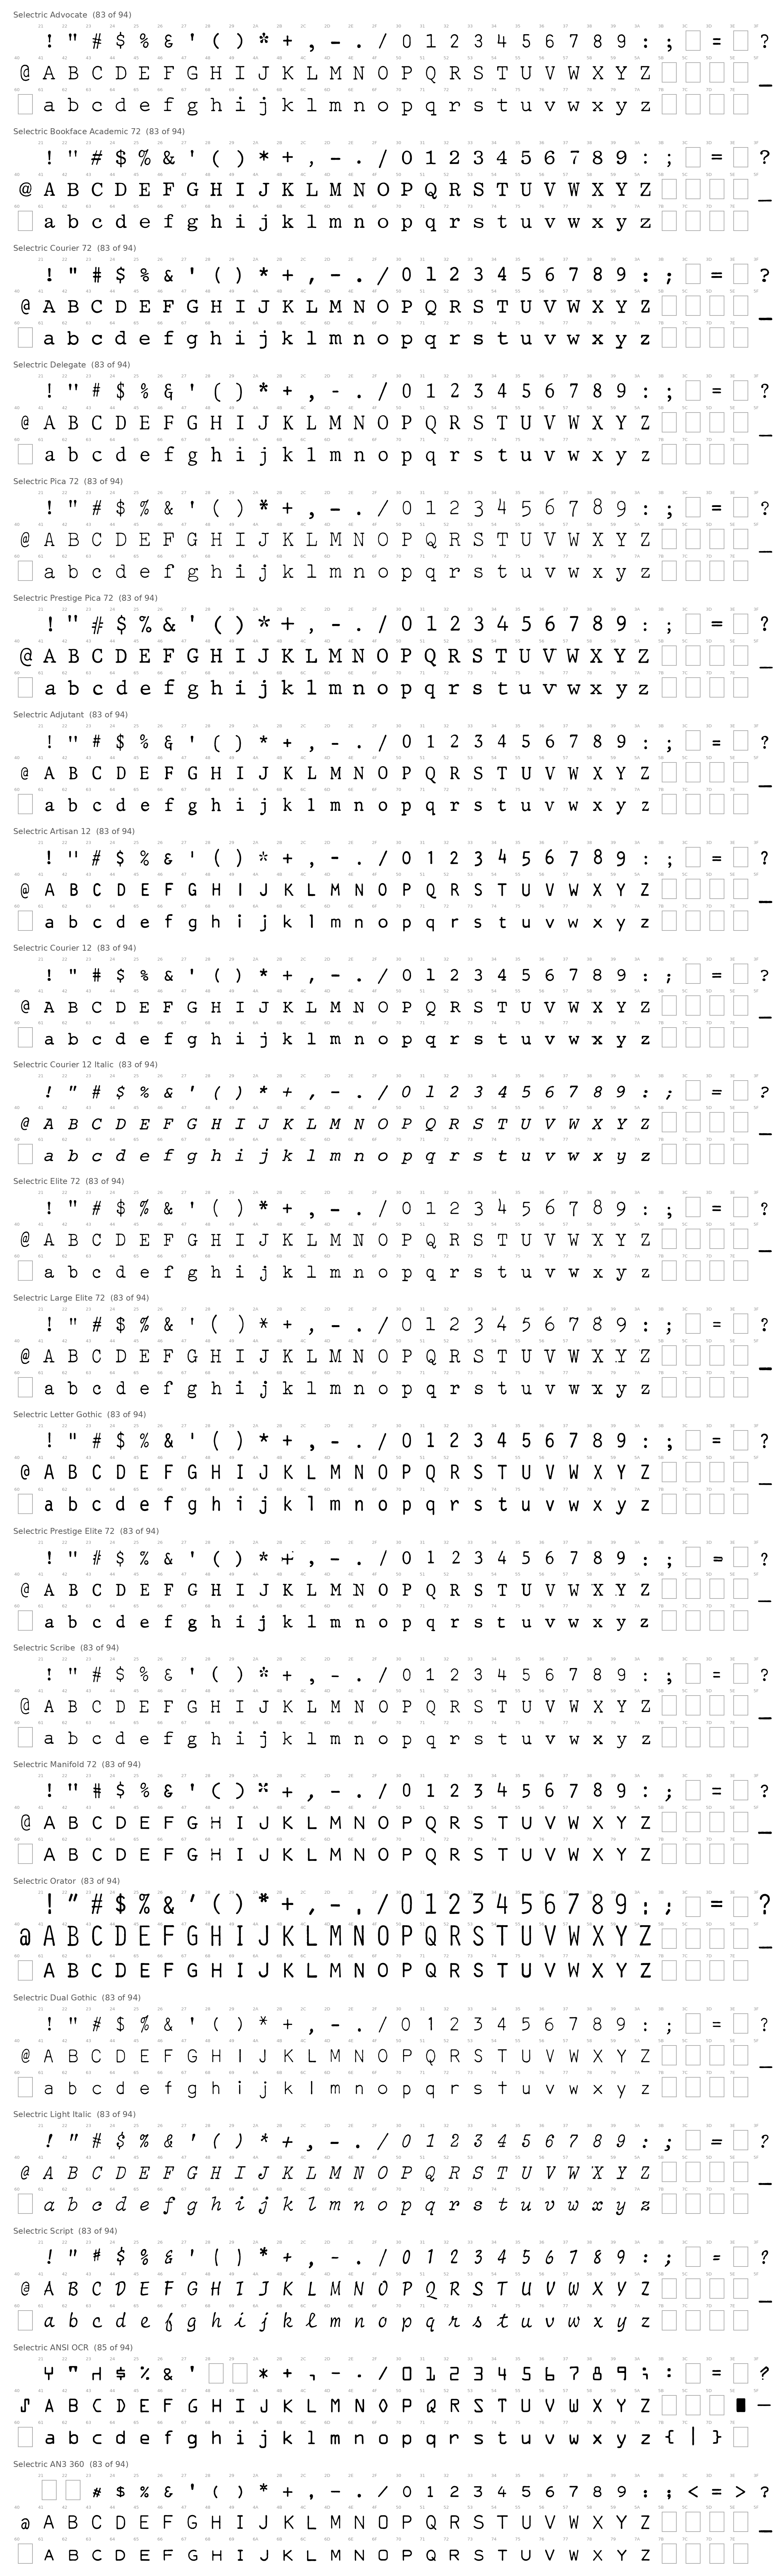 Selectric Advocate (83 of 94)
! " # $ % & ' ( ) * + , - . / 0 1 2 3 4 5 6 7 8 9 : ; = ?
@ A B C D E F G H I J K L M N O P Q R S T U V W X Y Z _
a b c d e f g h i j k l m n o p q r s t u v w x y z
Selectric Bookface Academic 72 (83 of 94)
! " # $ % & ' ( ) * + , - . / 0 1 2 3 4 5 6 7 8 9 : ; = ?
@ A B C D E F G H I J K L M N O P Q R S T U V W X Y Z _
a b c d e f g h i j k l m n o p q r s t u v w x y z
Selectric Courier 72 (83 of 94)
! " # $ % & ' ( ) * + , - . / 0 1 2 3 4 5 6 7 8 9 : ; = ?
@ A B C D E F G H I J K L M N O P Q R S T U V W X Y Z _
a b c d e f g h i j k l m n o p q r s t u v w x y z
Selectric Delegate (83 of 94)
! " # $ % & ' ( ) * + , - . / 0 1 2 3 4 5 6 7 8 9 : ; = ?
@ A B C D E F G H I J K L M N O P Q R S T U V W X Y Z _
a b c d e f g h i j k l m n o p q r s t u v w x y z
Selectric Pica 72 (83 of 94)
! " # $ % & ' ( ) * + , - . / 0 1 2 3 4 5 6 7 8 9 : ; = ?
@ A B C D E F G H I J K L M N O P Q R S T U V W X Y Z _
a b c d e f g h i j k l m n o p q r s t u v w x y z
Selectric Prestige Pica 72 (83 of 94)
! " # $ % & ' ( ) * + , - . / 0 1 2 3 4 5 6 7 8 9 : ; = ?
@ A B C D E F G H I J K L M N O P Q R S T U V W X Y Z _
a b c d e f g h i j k l m n o p q r s t u v w x y z
Selectric Adjutant (83 of 94)
! " # $ % & ' ( ) * + , - . / 0 1 2 3 4 5 6 7 8 9 : ; = ?
@ A B C D E F G H I J K L M N O P Q R S T U V W X Y Z _
a b c d e f g h i j k l m n o p q r s t u v w x y z
Selectric Artisan 12 (83 of 94)
! " # $ % & ' ( ) * + , - . / 0 1 2 3 4 5 6 7 8 9 : ; = ?
@ A B C D E F G H I J K L M N O P Q R S T U V W X Y Z _
a b c d e f g h i j k l m n o p q r s t u v w x y z
Selectric Courier 12 (83 of 94)
! " # $ % & ' ( ) * + , - . / 0 1 2 3 4 5 6 7 8 9 : ; = ?
@ A B C D E F G H I J K L M N O P Q R S T U V W X Y Z _
a b c d e f g h i j k l m n o p q r s t u v w x y z
Selectric Courier 12 Italic (83 of 94)
! " # $ % & ' ( ) * + , - . / 0 1 2 3 4 5 6 7 8 9 : ; = ?
@ A B C D E F G H I J K L M N O P Q R S T U V W X Y Z _
a b c d e f g h i j k l m n o p q r s t u v w x y z
Selectric Elite 72 (83 of 94)
! " # $ % & ' ( ) * + , - . / 0 1 2 3 4 5 6 7 8 9 : ; = ?
@ A B C D E F G H I J K L M N O P Q R S T U V W X Y Z _
a b c d e f g h i j k l m n o p q r s t u v w x y z
Selectric Large Elite 72 (83 of 94)
! " # $ % & ' ( ) * + , - . / 0 1 2 3 4 5 6 7 8 9 : ; = ?
@ A B C D E F G H I J K L M N O P Q R S T U V W X Y Z _
a b c d e f g h i j k l m n o p q r s t u v w x y z
Selectric Letter Gothic (83 of 94)
! " # $ % & ' ( ) * + , - . / 0 1 2 3 4 5 6 7 8 9 : ; = ?
@ A B C D E F G H I J K L M N O P Q R S T U V W X Y Z _
a b c d e f g h i j k l m n o p q r s t u v w x y z
Selectric Prestige Elite 72 (83 of 94)
! " # $ % & ' ( ) * + , - . / 0 1 2 3 4 5 6 7 8 9 : ; = ?
@ A B C D E F G H I J K L M N O P Q R S T U V W X Y Z _
a b c d e f g h i j k l m n o p q r s t u v w x y z
Selectric Scribe (83 of 94)
! " # $ % & ' ( ) * + , - . / 0 1 2 3 4 5 6 7 8 9 : ; = ?
@ A B C D E F G H I J K L M N O P Q R S T U V W X Y Z _
a b c d e f g h i j k l m n o p q r s t u v w x y z
Selectric Manifold 72 (83 of 94)
! " # $ % & ' ( ) * + , - . / 0 1 2 3 4 5 6 7 8 9 : ; = ?
@ A B C D E F G H I J K L M N O P Q R S T U V W X Y Z _
A B C D E F G H I J K L M N O P Q R S T U V W X Y Z
Selectric Orator (83 of 94)
! " # $ % & ' ( ) * + , - . / 0 1 2 3 4 5 6 7 8 9 : ; = ?
@ A B C D E F G H I J K L M N O P Q R S T U V W X Y Z _
A B C D E F G H I J K L M N O P Q R S T U V W X Y Z
Selectric Dual Gothic (83 of 94)
! " # $ % & ' ( ) * + , - . / 0 1 2 3 4 5 6 7 8 9 : ; = ?
@ A B C D E F G H I J K L M N O P Q R S T U V W X Y Z _
a b c d e f g h i j k l m n o p q r s t u v w x y z
Selectric Light Italic (83 of 94)
! " # $ % & ' ( ) * + , - . / 0 1 2 3 4 5 6 7 8 9 : ; = ?
@ A B C D E F G H I J K L M N O P Q R S T U V W X Y Z _
a b c d e f g h i j k l m n o p q r s t u v w x y z
Selectric Script (83 of 94)
! " # $ % & ' ( ) * + , - . / 0 1 2 3 4 5 6 7 8 9 : ; = ?
@ A B C D E F G H I J K L M N O P Q R S T U V W X Y Z _
a b c d e f g h i j k l m n o p q r s t u v w x y z
Selectric ANSI OCR (85 of 94)
⑂ " ⑁ $ % & ' * + , - . / 0 1 2 3 4 5 6 7 8 9 ; : = ?
⑀ A B C D E F G H I J K L M N O P Q R S T U V W X Y Z ■ —
a b c d e f g h i j k l m n o p q r s t u v w x y z { | }
Selectric AN3 360 (83 of 94)
# $ % & ' ( ) * + , - . / 0 1 2 3 4 5 6 7 8 9 : ; < = > ?
@ A B C D E F G H I J K L M N O P Q R S T U V W X Y Z _
A B C D E F G H I J K L M N O P Q R S T U V W X Y Z